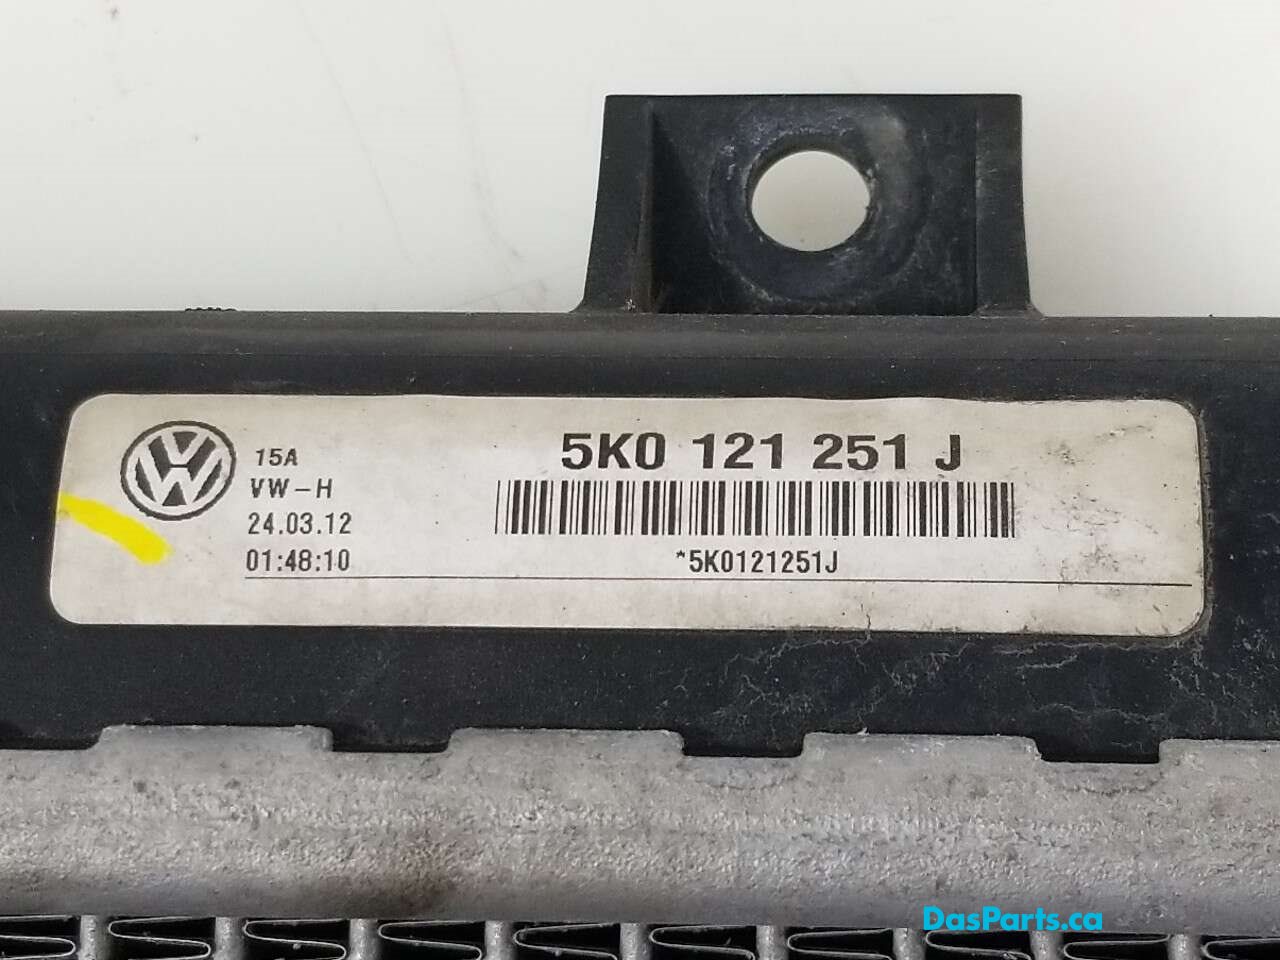 15A
VW-H
24.03.12
01:48:10
5K0 121 251 J
*5K0121251J
DasParts.ca